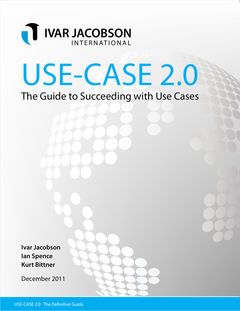 IVAR JACOBSON
INTERNATIONAL
USE-CASE 2.0
The Guide to Succeeding with Use Cases
Ivar Jacobson
Ian Spence
Kurt Bittner
December 2011
USE-CASE 2.0 The Definitive Guide